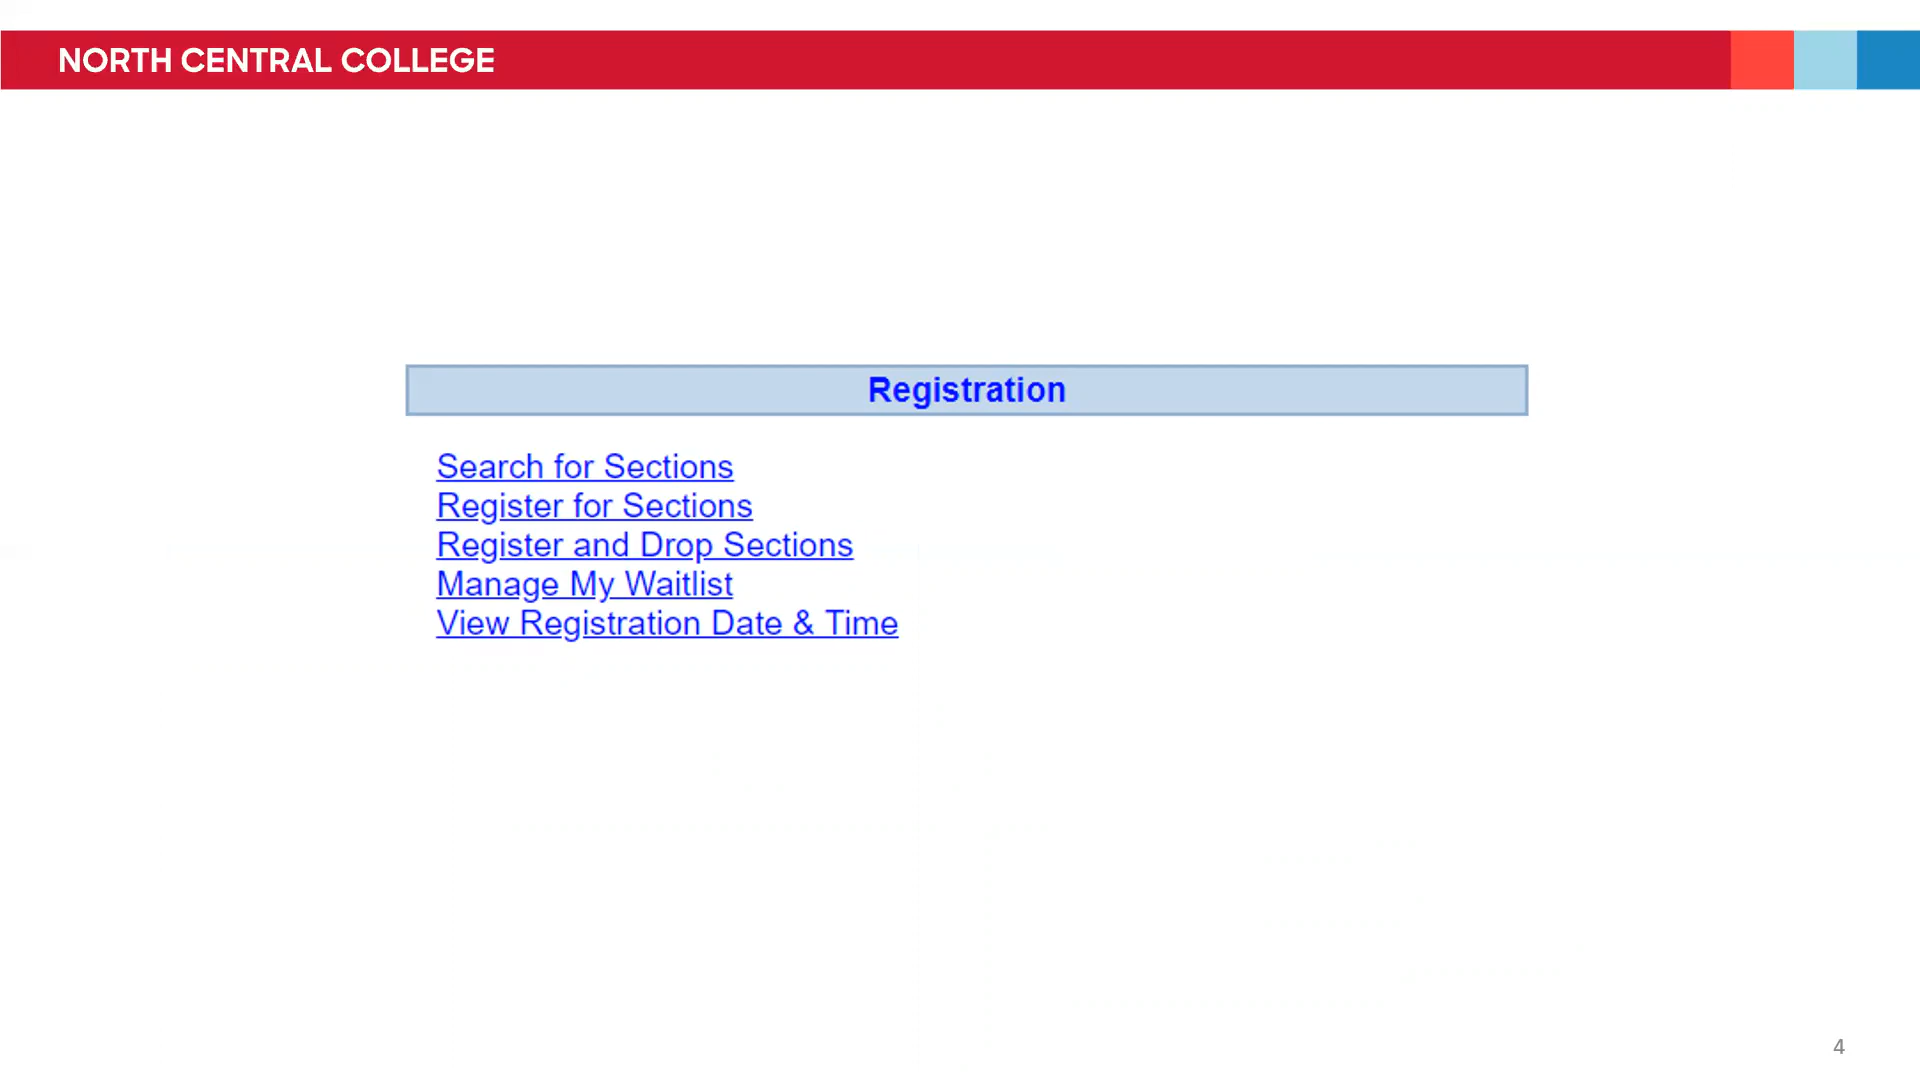 NORTH CENTRAL COLLEGE
Registration
Search for Sections
Register for Sections
Register and Drop Sections
Manage My Waitlist
View Registration Date & Time
4